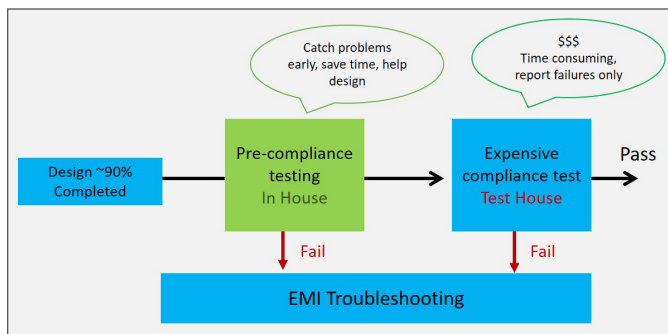 Catch problems
early, save time, help
design
$$$
Time consuming,
report failures only
Design ~90%
Completed
Pre-compliance
testing
In House
Expensive
compliance test
Test House
Pass
Fail
Fail
EMI Troubleshooting